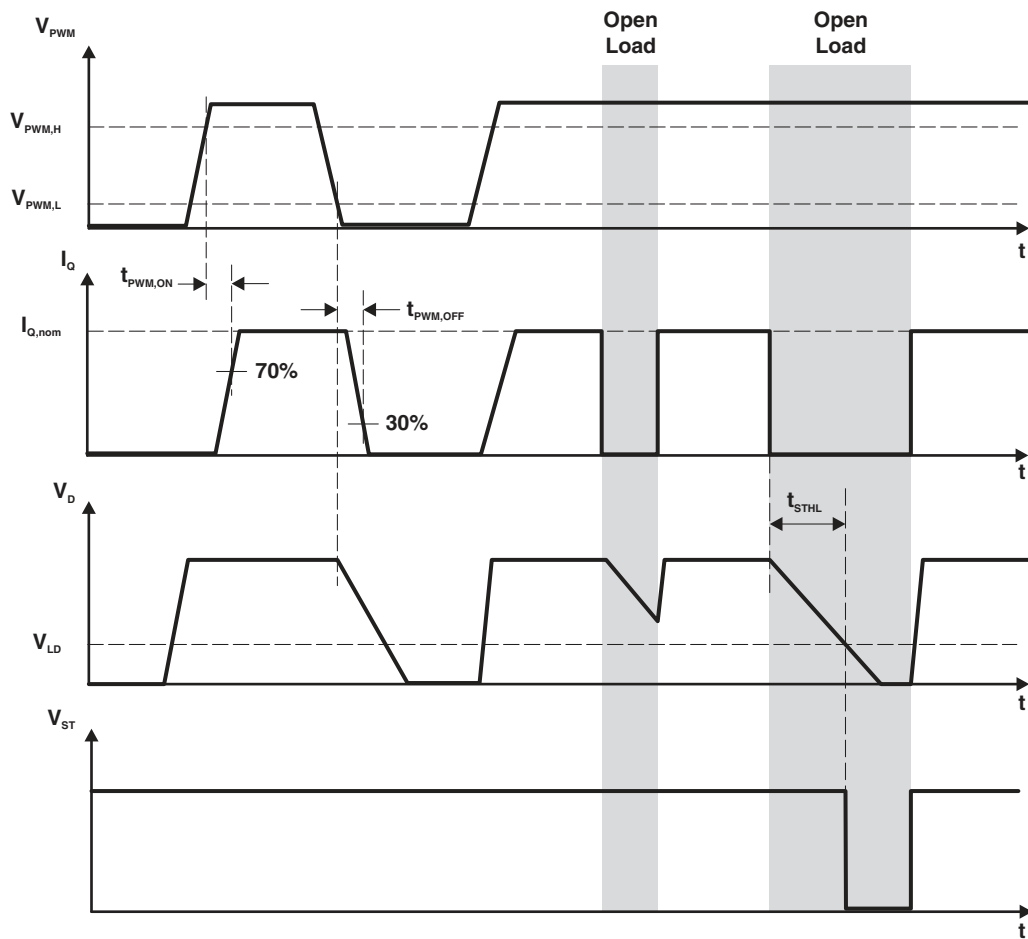 V_PWM
Open
Load
Open
Load
V_PWM,H
V_PWM,L
t
I_Q
t_PWM,ON
t_PWM,OFF
I_Q,nom
70%
30%
t
V_D
t_STHL
V_LD
t
V_ST
t